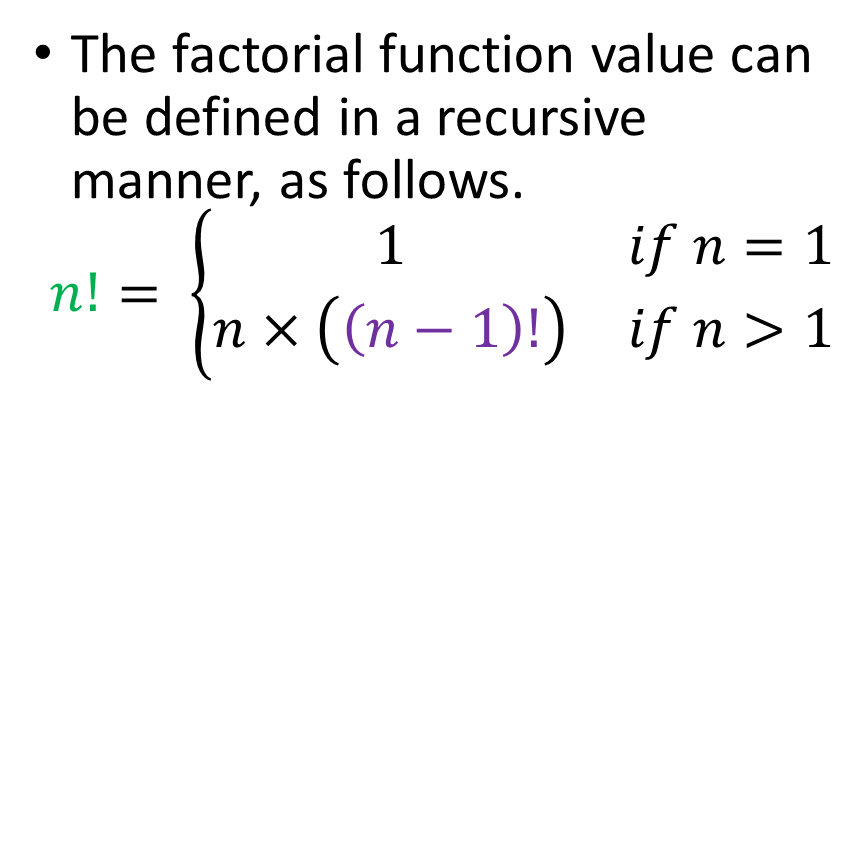 • The factorial function value can
be defined in a recursive
manner, as follows.
n! = { 1 if n = 1
n × ((n − 1)!) if n > 1